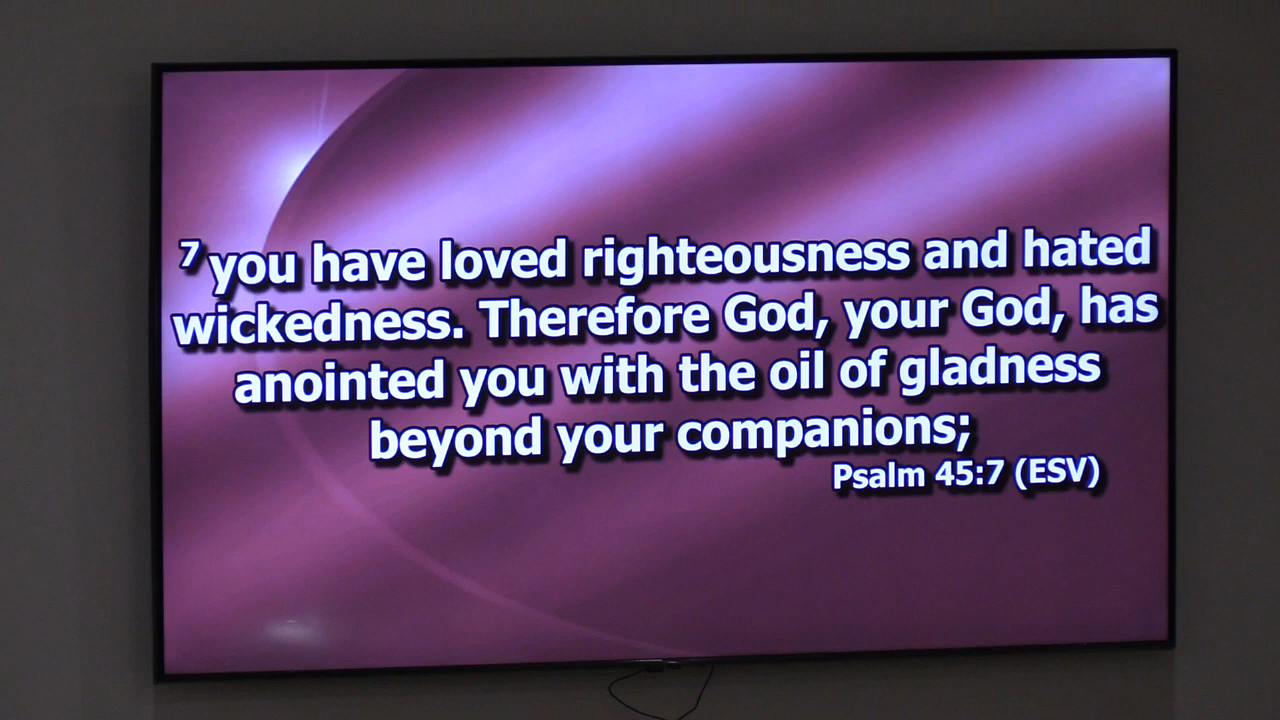 7 you have loved righteousness and hated
wickedness. Therefore God, your God, has
anointed you with the oil of gladness
beyond your companions;
Psalm 45:7 (ESV)